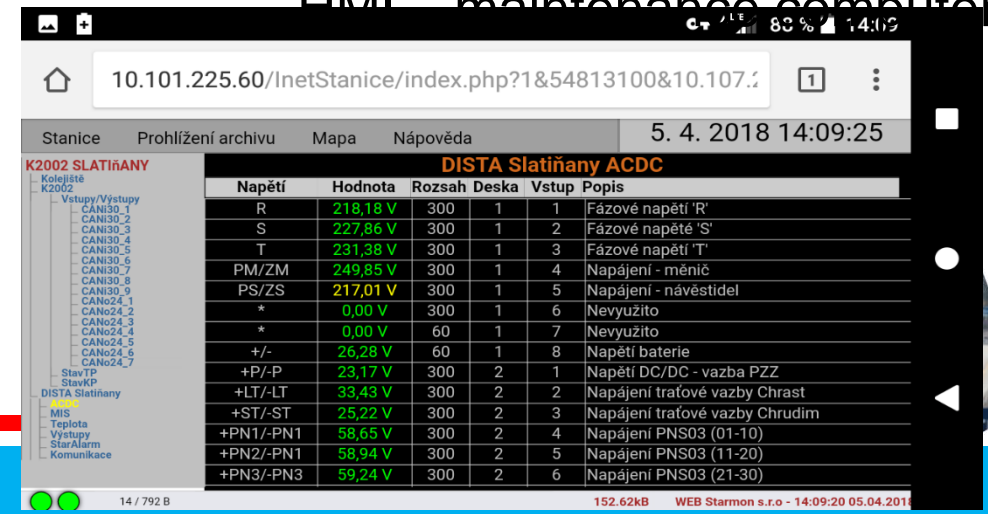 HMI - maintenance computer
88 % 14:09
10.101.225.60/InetStanice/index.php?1&54813100&10.107.2
1
Stanice Prohlížení archivu Mapa Nápověda 5. 4. 2018 14:09:25
K2002 SLATIňANY
Kolejiště
K2002
Vstupy/Výstupy
CANi30_1
CANi30_2
CANi30_3
CANi30_4
CANi30_5
CANi30_6
CANi30_7
CANi30_8
CANi30_9
CANo24_1
CANo24_2
CANo24_3
CANo24_4
CANo24_5
CANo24_6
CANo24_7
StavTP
StavKP
DISTA Slatiňany
ACDC
MIS
Teplota
Výstupy
StarAlarm
Komunikace
DISTA Slatiňany ACDC
Napětí Hodnota Rozsah Deska Vstup Popis
R 218,18 V 300 1 1 Fázové napětí 'R'
S 227,86 V 300 1 2 Fázové napěté 'S'
T 231,38 V 300 1 3 Fázové napětí 'T'
PM/ZM 249,85 V 300 1 4 Napájení - měnič
PS/ZS 217,01 V 300 1 5 Napájení - návěstidel
* 0,00 V 300 1 6 Nevyužito
* 0,00 V 60 1 7 Nevyužito
+/- 26,28 V 60 1 8 Napětí baterie
+P/-P 23,17 V 300 2 1 Napětí DC/DC - vazba PZZ
+LT/-LT 33,43 V 300 2 2 Napájení traťové vazby Chrast
+ST/-ST 25,22 V 300 2 3 Napájení traťové vazby Chrudim
+PN1/-PN1 58,65 V 300 2 4 Napájení PNS03 (01-10)
+PN2/-PN1 58,94 V 300 2 5 Napájení PNS03 (11-20)
+PN3/-PN3 59,24 V 300 2 6 Napájení PNS03 (21-30)
14 / 792 B 152.62kB WEB Starmon s.r.o - 14:09:20 05.04.2018